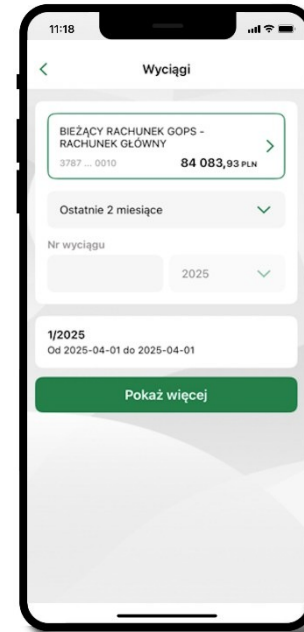 11:18
Wyciągi
BIEŻĄCY RACHUNEK GOPS -
RACHUNEK GŁÓWNY
3787 ... 0010 84 083,93 PLN
Ostatnie 2 miesiące
Nr wyciągu
2025
1/2025
Od 2025-04-01 do 2025-04-01
Pokaż więcej